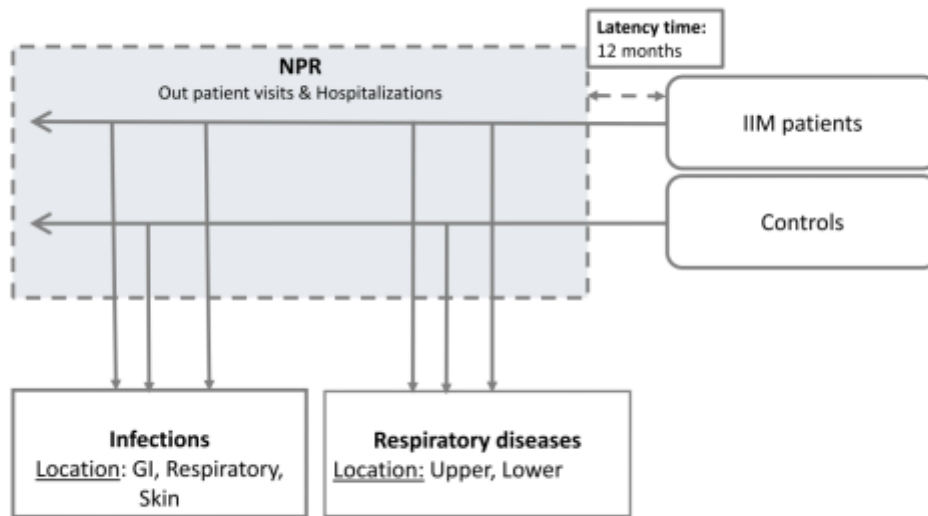 Latency time:
12 months
NPR
Out patient visits & Hospitalizations
IIM patients
Controls
Infections
Location: GI, Respiratory,
Skin
Respiratory diseases
Location: Upper, Lower